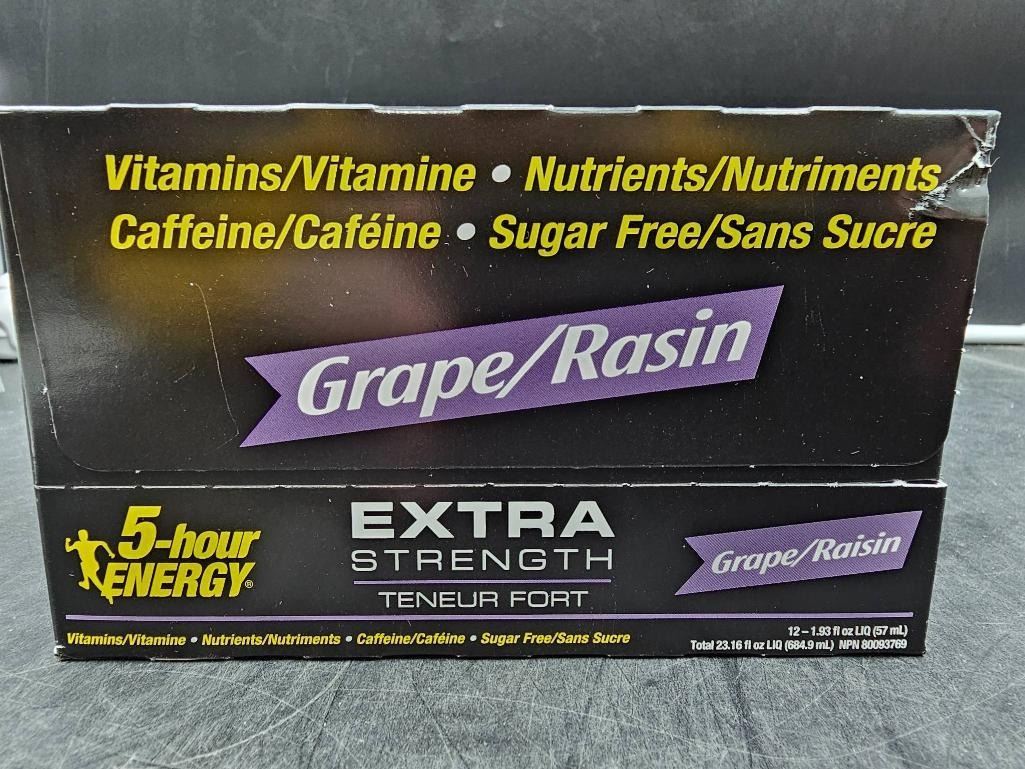 Vitamins/Vitamine • Nutrients/Nutriments
Caffeine/Caféine • Sugar Free/Sans Sucre
Grape/Rasin
5-hour
ENERGY®
EXTRA
STRENGTH
TENEUR FORT
Grape/Raisin
Vitamins/Vitamine • Nutrients/Nutriments • Caffeine/Caféine • Sugar Free/Sans Sucre
12 – 1.93 fl oz LIQ (57 mL)
Total 23.16 fl oz LIQ (684.9 mL) NPN 80093769